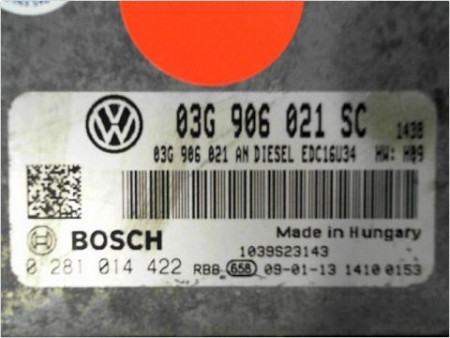 03G 906 021 SC 1438
03G 906 021 AN DIESEL EDC16U34 HW: H09
BOSCH
Made in Hungary
1039S23143
0 281 014 422 RBB 658 09-01-13 1410 0153